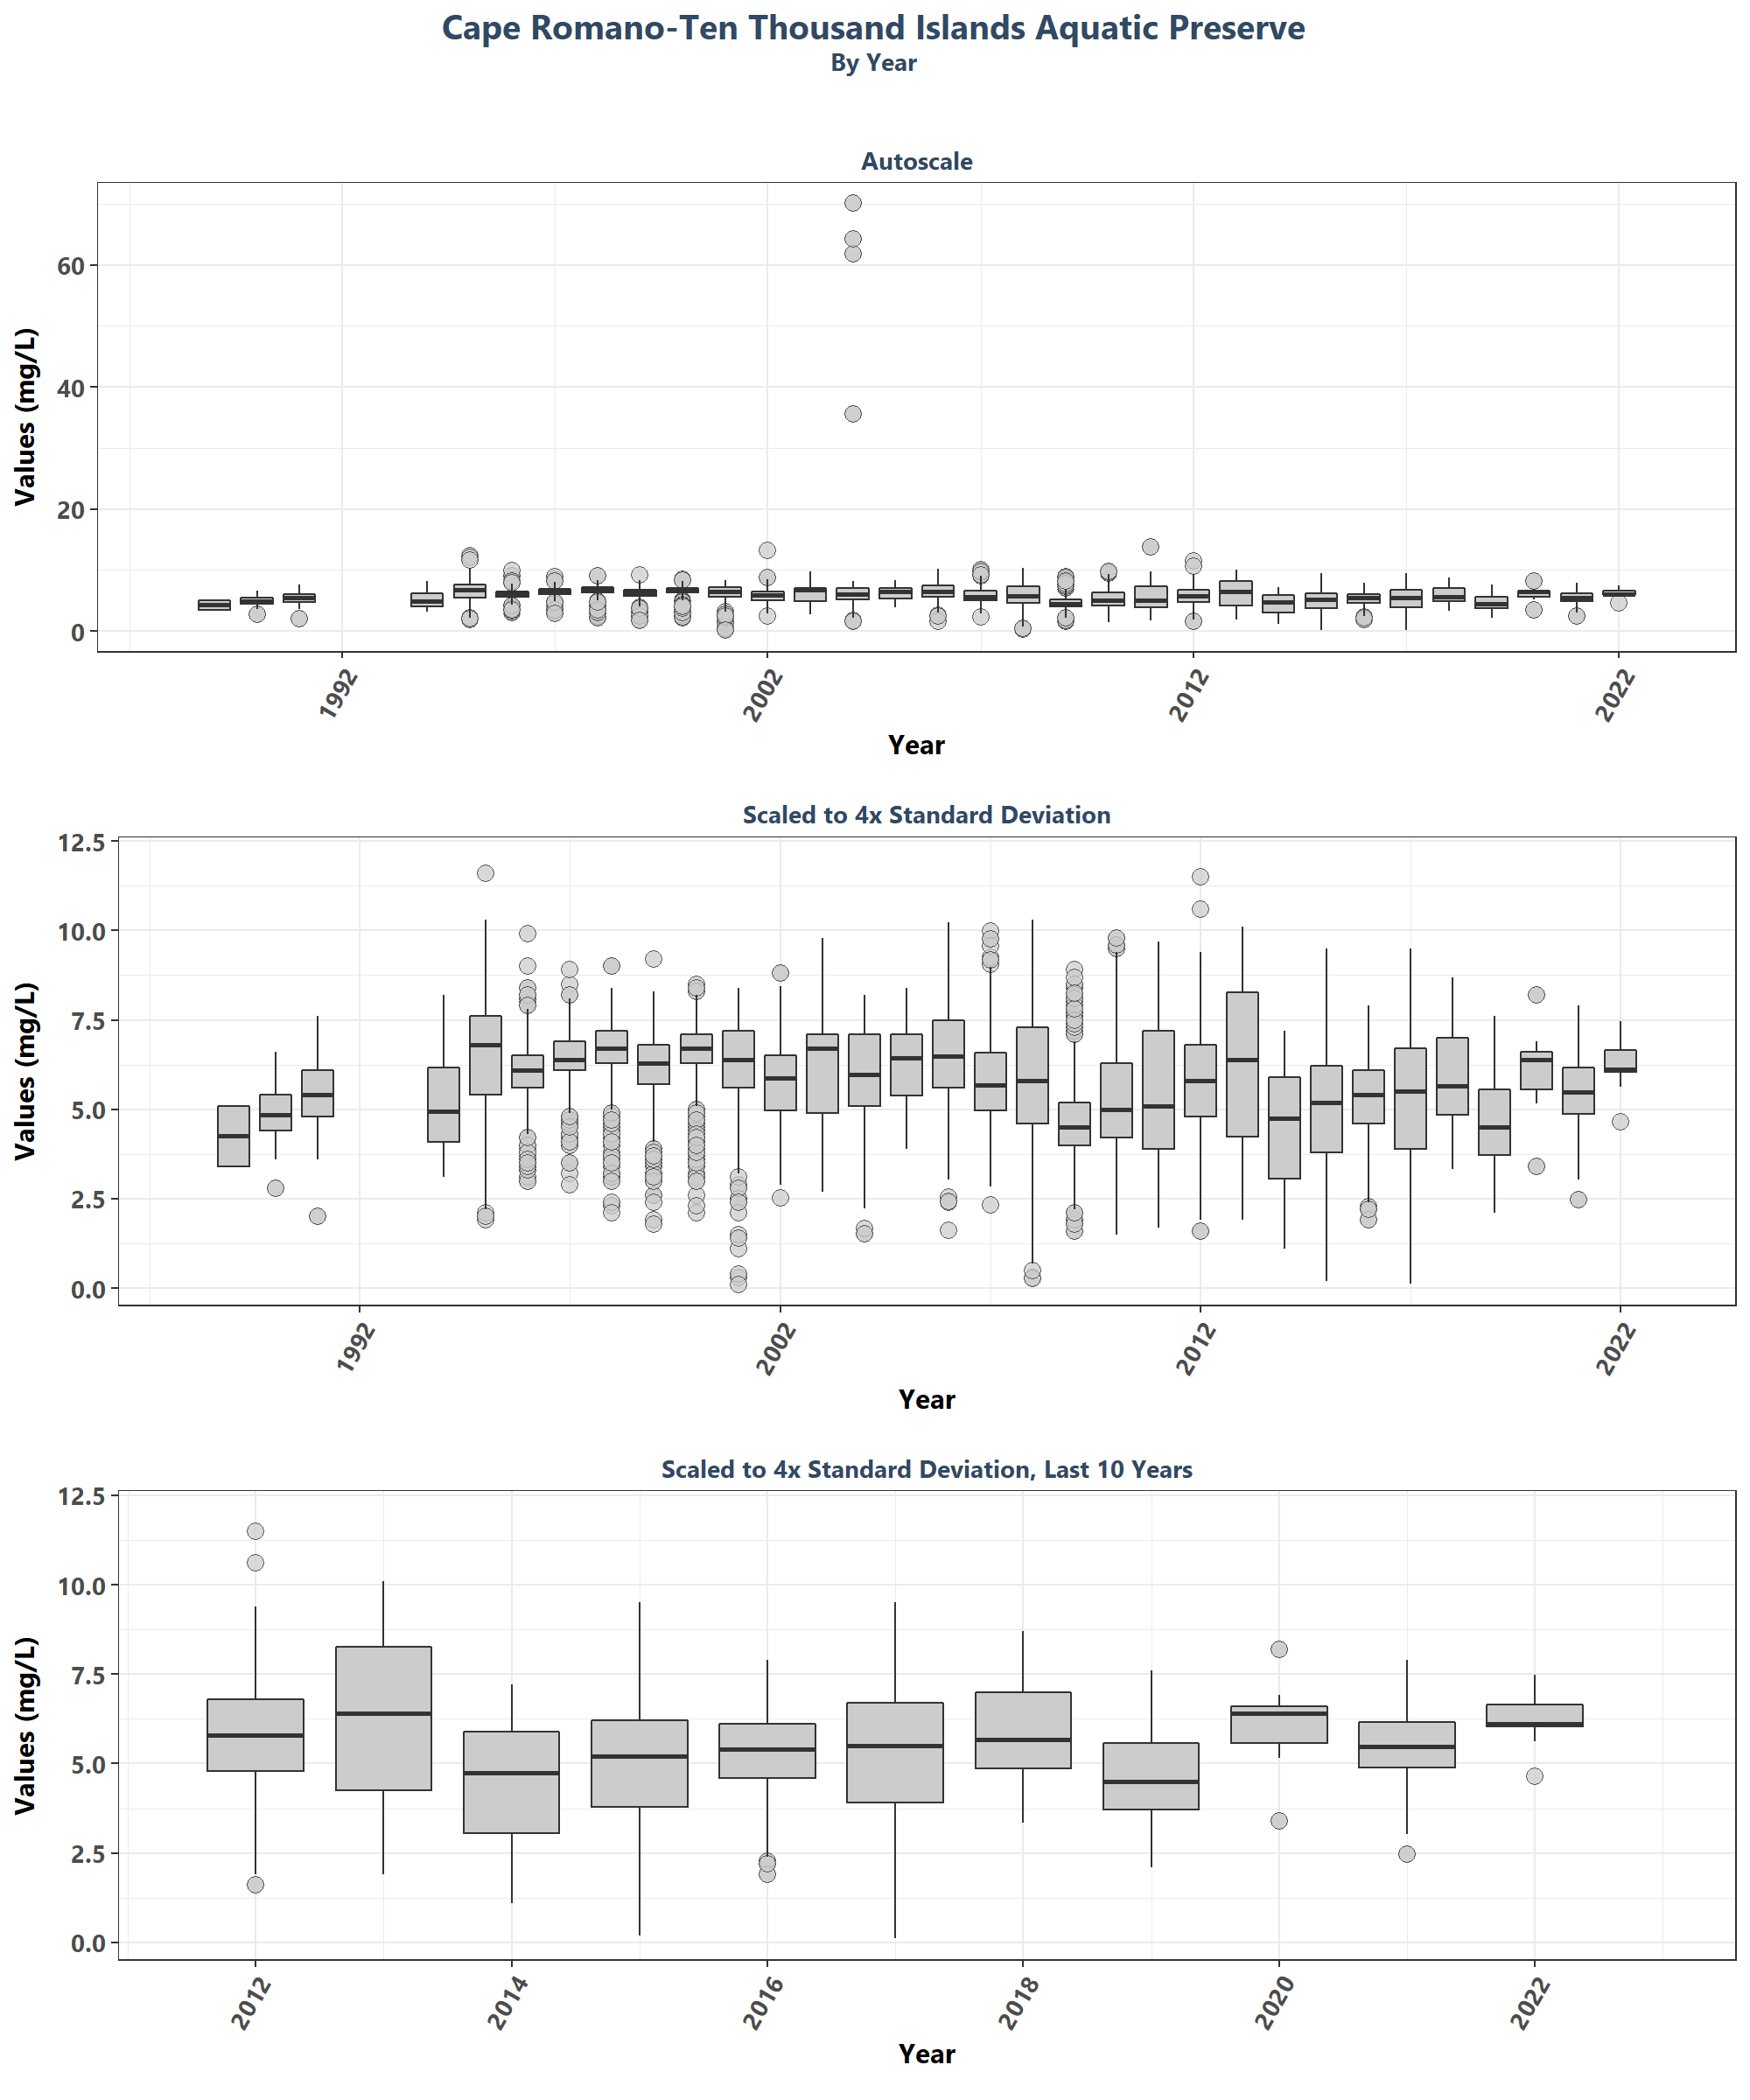 Cape Romano-Ten Thousand Islands Aquatic Preserve
By Year
Autoscale
Values (mg/L)
60
40
20
0
1992
2002
2012
2022
Year
Scaled to 4x Standard Deviation
Values (mg/L)
12.5
10.0
7.5
5.0
2.5
0.0
1992
2002
2012
2022
Year
Scaled to 4x Standard Deviation, Last 10 Years
Values (mg/L)
12.5
10.0
7.5
5.0
2.5
0.0
2012
2014
2016
2018
2020
2022
Year